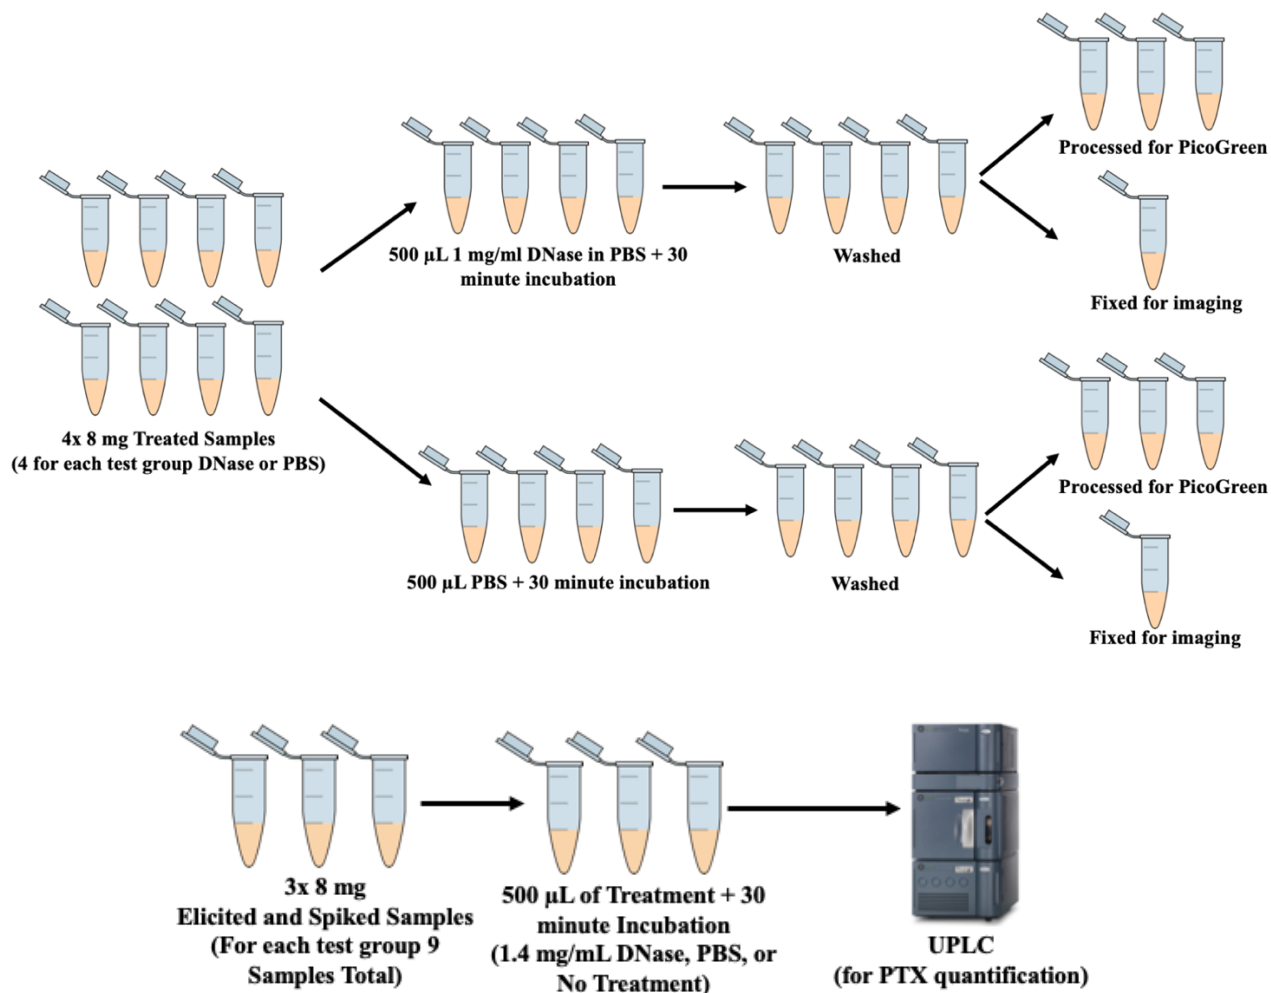 Processed for PicoGreen
500 µL 1 mg/ml DNase in PBS + 30
minute incubation
Washed
Fixed for imaging
4x 8 mg Treated Samples
(4 for each test group DNase or PBS)
Processed for PicoGreen
500 µL PBS + 30 minute incubation
Washed
Fixed for imaging
3x 8 mg
Elicited and Spiked Samples
(For each test group 9
Samples Total)
500 µL of Treatment + 30
minute Incubation
(1.4 mg/mL DNase, PBS, or
No Treatment)
UPLC
(for PTX quantification)